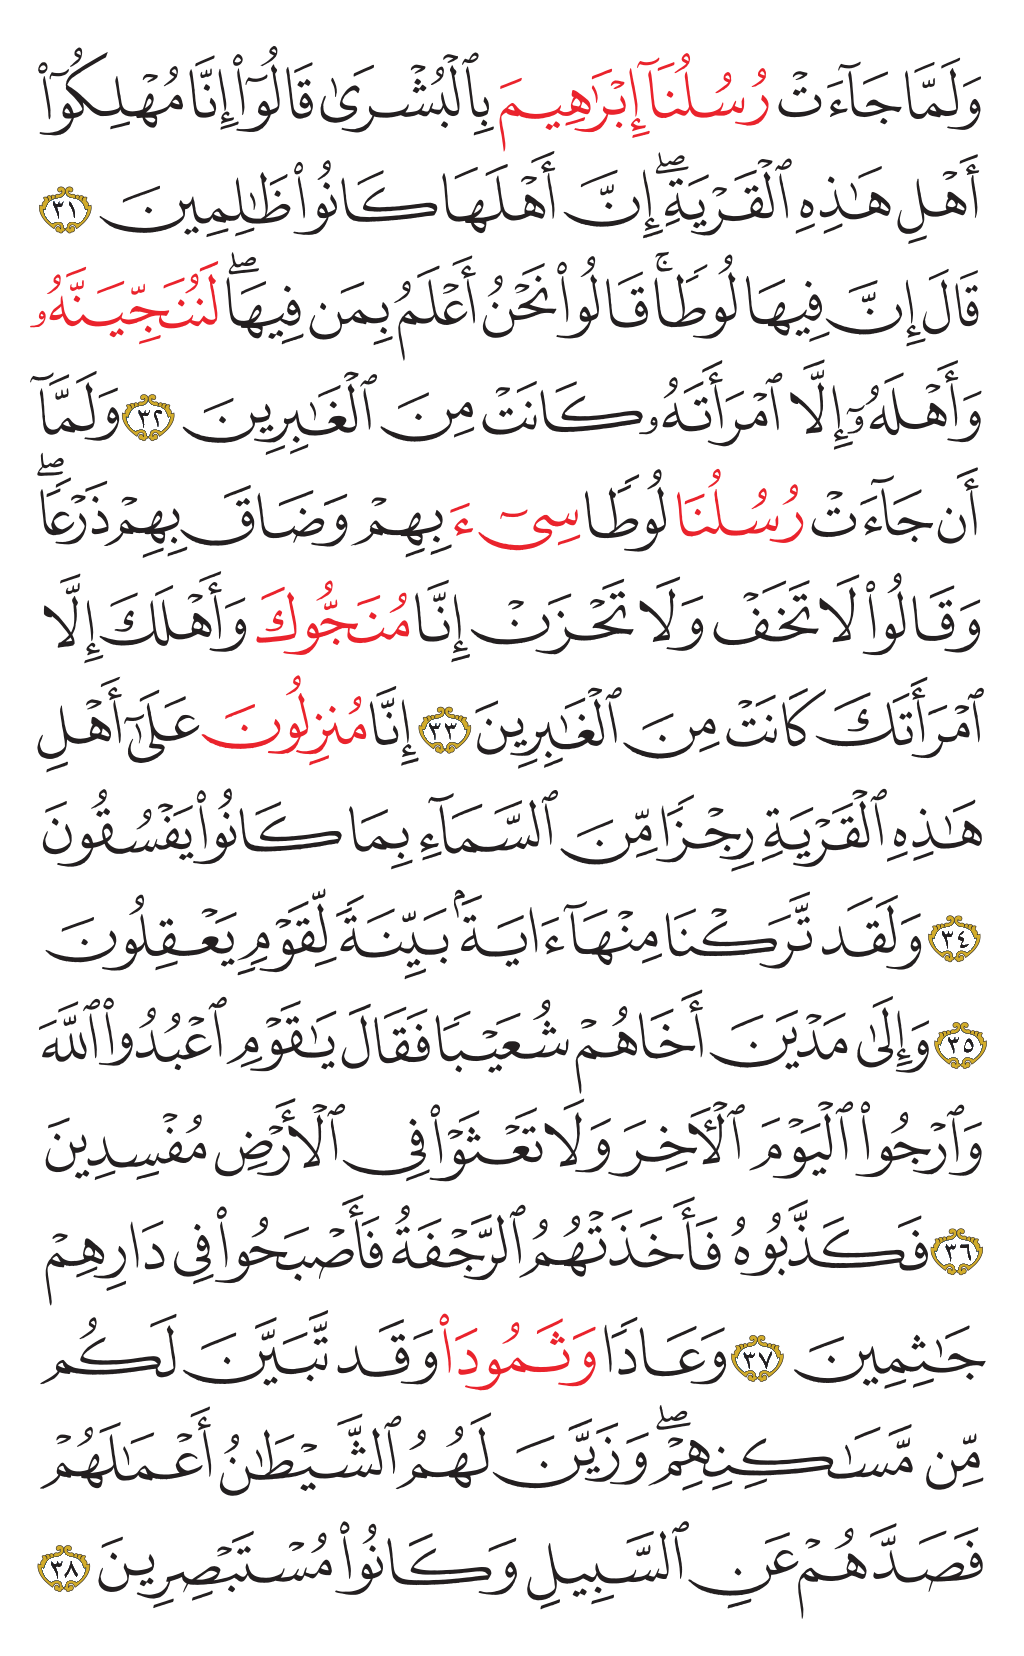 وَلَمَّا جَآءَتْ رُسُلُنَآ إِبْرَٰهِيمَ بِٱلْبُشْرَىٰ قَالُوٓا۟ إِنَّا مُهْلِكُوٓا۟
أَهْلِ هَـٰذِهِ ٱلْقَرْيَةِ ۖ إِنَّ أَهْلَهَا كَانُوا۟ ظَـٰلِمِينَ ٣١
قَالَ إِنَّ فِيهَا لُوطًا ۚ قَالُوا۟ نَحْنُ أَعْلَمُ بِمَن فِيهَا ۖ لَنُنَجِّيَنَّهُۥ
وَأَهْلَهُۥٓ إِلَّا ٱمْرَأَتَهُۥ كَانَتْ مِنَ ٱلْغَـٰبِرِينَ ٣٢ وَلَمَّآ
أَن جَآءَتْ رُسُلُنَا لُوطًا سِىٓءَ بِهِمْ وَضَاقَ بِهِمْ ذَرْعًا ۖ
وَقَالُوا۟ لَا تَخَفْ وَلَا تَحْزَنْ إِنَّا مُنَجُّوكَ وَأَهْلَكَ إِلَّا
ٱمْرَأَتَكَ كَانَتْ مِنَ ٱلْغَـٰبِرِينَ ٣٣ إِنَّا مُنزِلُونَ عَلَىٰٓ أَهْلِ
هَـٰذِهِ ٱلْقَرْيَةِ رِجْزًا مِّنَ ٱلسَّمَآءِ بِمَا كَانُوا۟ يَفْسُقُونَ
٣٤ وَلَقَد تَّرَكْنَا مِنْهَآ ءَايَةًۢ بَيِّنَةً لِّقَوْمٍ يَعْقِلُونَ
٣٥ وَإِلَىٰ مَدْيَنَ أَخَاهُمْ شُعَيْبًا فَقَالَ يَـٰقَوْمِ ٱعْبُدُوا۟ ٱللَّهَ
وَٱرْجُوا۟ ٱلْيَوْمَ ٱلْـَٔاخِرَ وَلَا تَعْثَوْا۟ فِى ٱلْأَرْضِ مُفْسِدِينَ
٣٦ فَكَذَّبُوهُ فَأَخَذَتْهُمُ ٱلرَّجْفَةُ فَأَصْبَحُوا۟ فِى دَارِهِمْ
جَـٰثِمِينَ ٣٧ وَعَادًا وَثَمُودَا۟ وَقَد تَّبَيَّنَ لَكُم
مِّن مَّسَـٰكِنِهِمْ ۖ وَزَيَّنَ لَهُمُ ٱلشَّيْطَـٰنُ أَعْمَـٰلَهُمْ
فَصَدَّهُمْ عَنِ ٱلسَّبِيلِ وَكَانُوا۟ مُسْتَبْصِرِينَ ٣٨